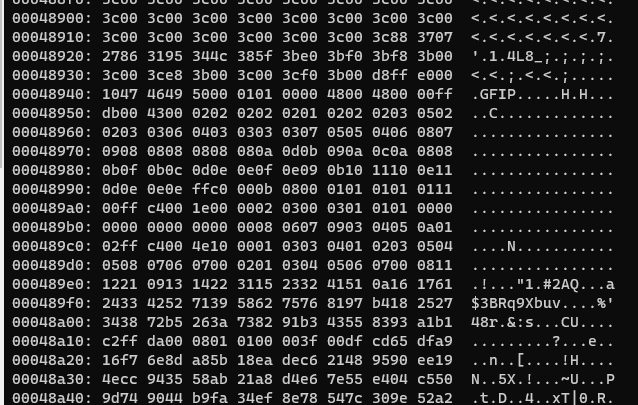 00048900: 3c00 3c00 3c00 3c00 3c00 3c00 3c00 3c00 <.<.<.<.<.<.<.<.
00048910: 3c00 3c00 3c00 3c00 3c00 3c00 3c88 3707 <.<.<.<.<.<.<.7.
00048920: 2786 3195 344c 385f 3be0 3bf0 3bf8 3b00 '.1.4L8_;.;.;.;.
00048930: 3c00 3ce8 3b00 3c00 3cf0 3b00 d8ff e000 <.<.;.<.<.;.....
00048940: 1047 4649 5000 0101 0000 4800 4800 00ff .GFIP.....H.H...
00048950: db00 4300 0202 0202 0201 0202 0203 0502 ..C.............
00048960: 0203 0306 0403 0303 0307 0505 0406 0807 ................
00048970: 0908 0808 0808 080a 0d0b 090a 0c0a 0808 ................
00048980: 0b0f 0b0c 0d0e 0e0f 0e09 0b10 1110 0e11 ................
00048990: 0d0e 0e0e ffc0 000b 0800 0101 0101 0111 ................
000489a0: 00ff c400 1e00 0002 0300 0301 0101 0000 ................
000489b0: 0000 0000 0000 0008 0607 0903 0405 0a01 ................
000489c0: 02ff c400 4e10 0001 0303 0401 0203 0504 ....N...........
000489d0: 0508 0706 0700 0201 0304 0506 0700 0811 ................
000489e0: 1221 0913 1422 3115 2332 4151 0a16 1761 .!..."1.#2AQ...a
000489f0: 2433 4252 7139 5862 7576 8197 b418 2527 $3BRq9Xbuv....%'
00048a00: 3438 72b5 263a 7382 91b3 4355 8393 a1b1 48r.&:s...CU....
00048a10: c2ff da00 0801 0100 003f 00df cd65 dfa9 .........?...e..
00048a20: 16f7 6e8d a85b 18ea dec6 2148 9590 ee19 ..n..[....!H....
00048a30: 4ecc 9435 58ab 21a8 d4e6 7e55 e404 c550 N..5X.!...~U...P
00048a40: 9d74 9044 b9fa 34ef 8e78 547c 309e 52a2 .t.D..4..xT|0.R.